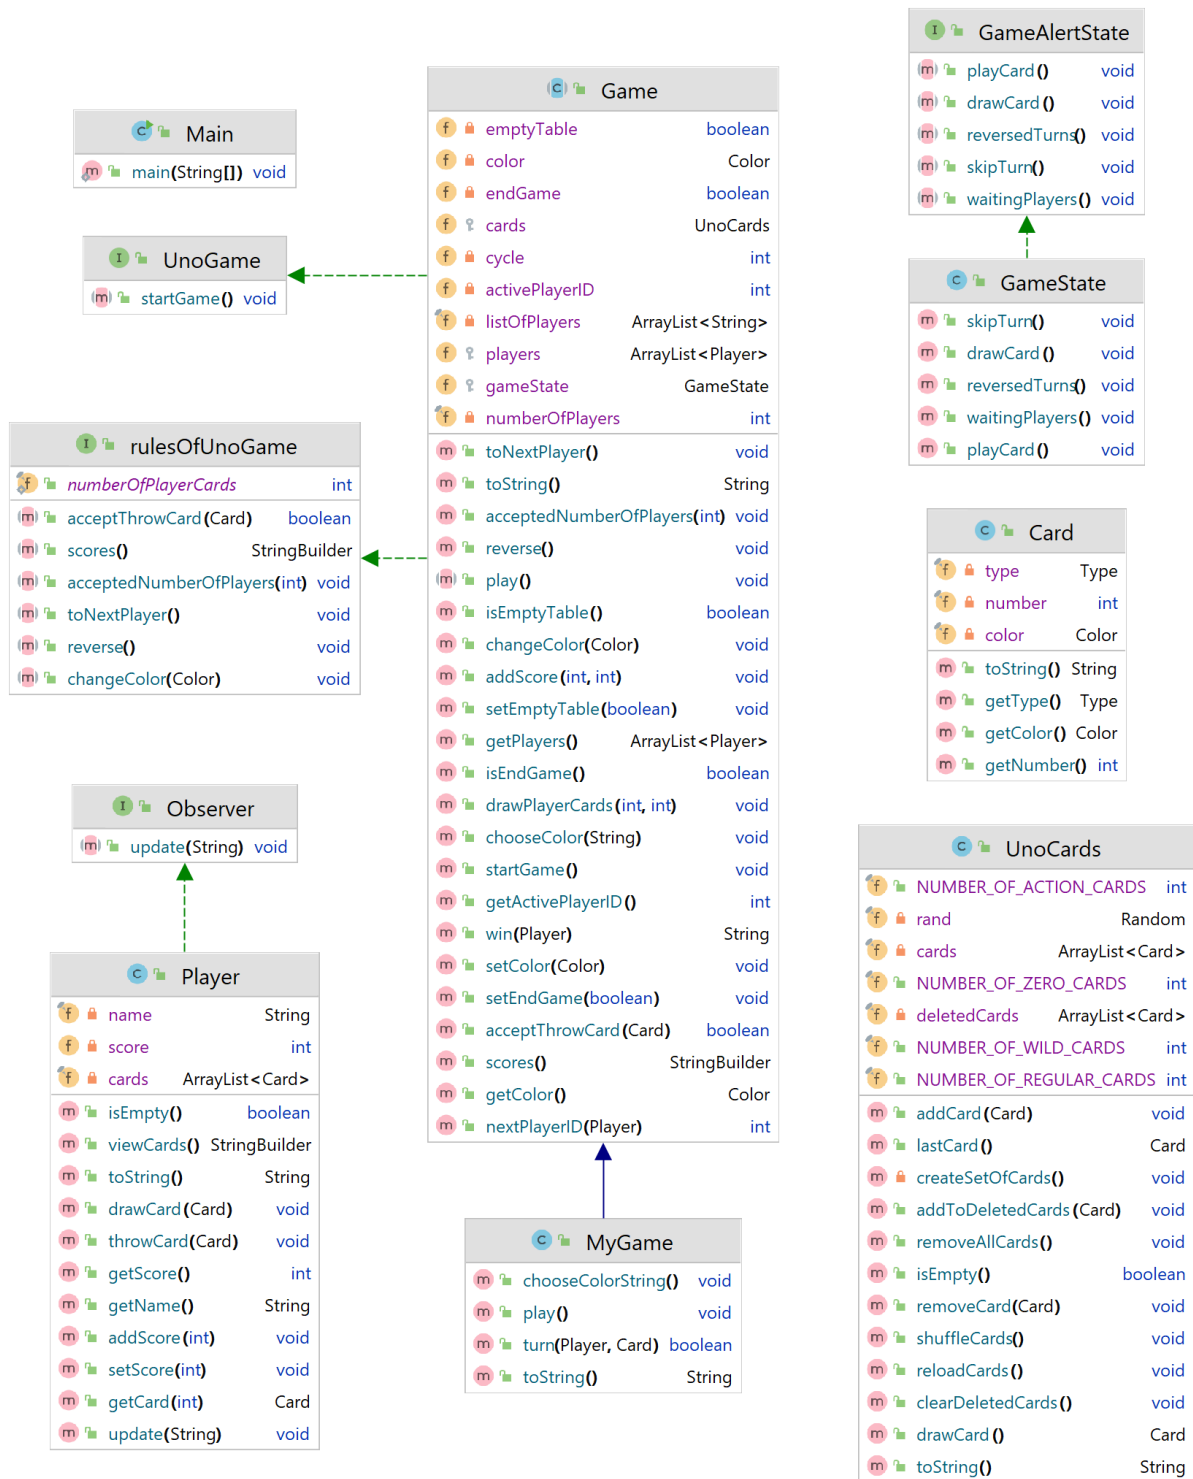 Main
main(String[]) void
UnoGame
startGame() void
rulesOfUnoGame
numberOfPlayerCards int
acceptThrowCard(Card) boolean
scores() StringBuilder
acceptedNumberOfPlayers(int) void
toNextPlayer() void
reverse() void
changeColor(Color) void
Observer
update(String) void
Player
name String
score int
cards ArrayList<Card>
isEmpty() boolean
viewCards() StringBuilder
toString() String
drawCard(Card) void
throwCard(Card) void
getScore() int
getName() String
addScore(int) void
setScore(int) void
getCard(int) Card
update(String) void
Game
emptyTable boolean
color Color
endGame boolean
cards UnoCards
cycle int
activePlayerID int
listOfPlayers ArrayList<String>
players ArrayList<Player>
gameState GameState
numberOfPlayers int
toNextPlayer() void
toString() String
acceptedNumberOfPlayers(int) void
reverse() void
play() void
isEmptyTable() boolean
changeColor(Color) void
addScore(int, int) void
setEmptyTable(boolean) void
getPlayers() ArrayList<Player>
isEndGame() boolean
drawPlayerCards(int, int) void
chooseColor(String) void
startGame() void
getActivePlayerID() int
win(Player) String
setColor(Color) void
setEndGame(boolean) void
acceptThrowCard(Card) boolean
scores() StringBuilder
getColor() Color
nextPlayerID(Player) int
MyGame
chooseColorString() void
play() void
turn(Player, Card) boolean
toString() String
GameAlertState
playCard() void
drawCard() void
reversedTurns() void
skipTurn() void
waitingPlayers() void
GameState
skipTurn() void
drawCard() void
reversedTurns() void
waitingPlayers() void
playCard() void
Card
type Type
number int
color Color
toString() String
getType() Type
getColor() Color
getNumber() int
UnoCards
NUMBER_OF_ACTION_CARDS int
rand Random
cards ArrayList<Card>
NUMBER_OF_ZERO_CARDS int
deletedCards ArrayList<Card>
NUMBER_OF_WILD_CARDS int
NUMBER_OF_REGULAR_CARDS int
addCard(Card) void
lastCard() Card
createSetOfCards() void
addToDeletedCards(Card) void
removeAllCards() void
isEmpty() boolean
removeCard(Card) void
shuffleCards() void
reloadCards() void
clearDeletedCards() void
drawCard() Card
toString() String